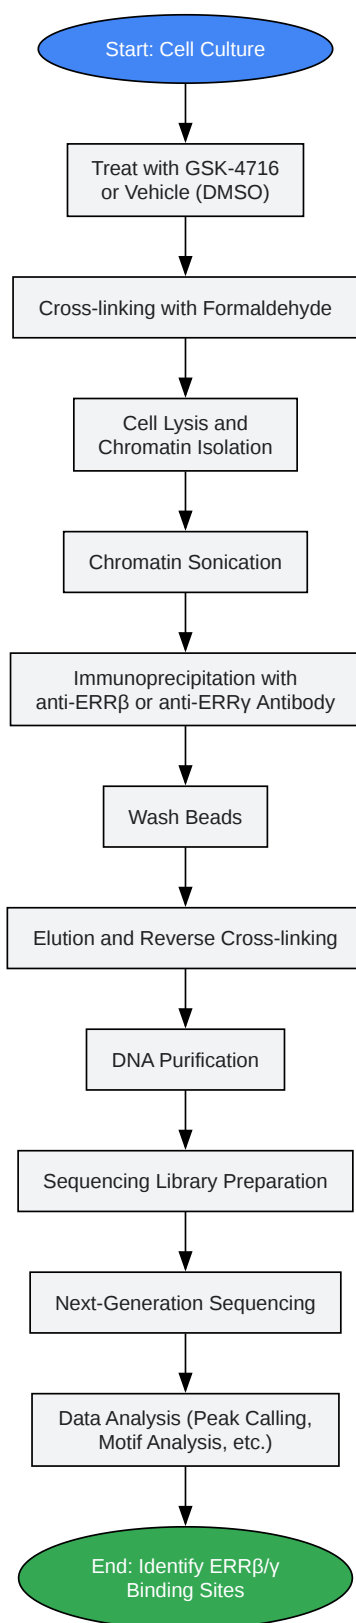 Start: Cell Culture
Treat with GSK-4716
or Vehicle (DMSO)
Cross-linking with Formaldehyde
Cell Lysis and
Chromatin Isolation
Chromatin Sonication
Immunoprecipitation with
anti-ERRβ or anti-ERRγ Antibody
Wash Beads
Elution and Reverse Cross-linking
DNA Purification
Sequencing Library Preparation
Next-Generation Sequencing
Data Analysis (Peak Calling,
Motif Analysis, etc.)
End: Identify ERRβ/γ
Binding Sites